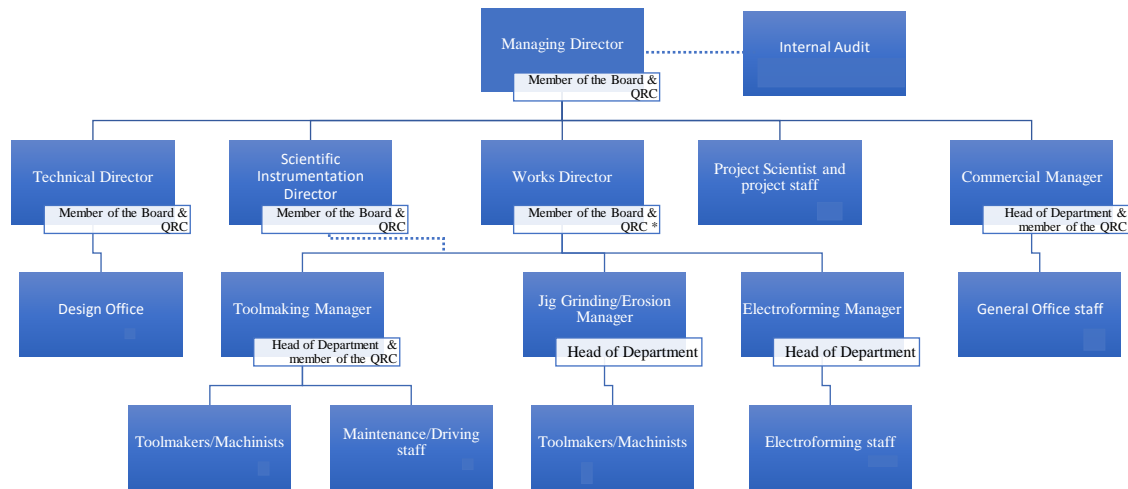 Managing Director
Member of the Board &
QRC
Internal Audit
Technical Director
Member of the Board &
QRC
Scientific
Instrumentation
Director
Member of the Board &
QRC
Works Director
Member of the Board &
QRC *
Project Scientist and
project staff
Commercial Manager
Head of Department &
member of the QRC
Design Office
Toolmaking Manager
Head of Department &
member of the QRC
Jig Grinding/Erosion
Manager
Head of Department
Electroforming Manager
Head of Department
General Office staff
Toolmakers/Machinists
Maintenance/Driving
staff
Toolmakers/Machinists
Electroforming staff